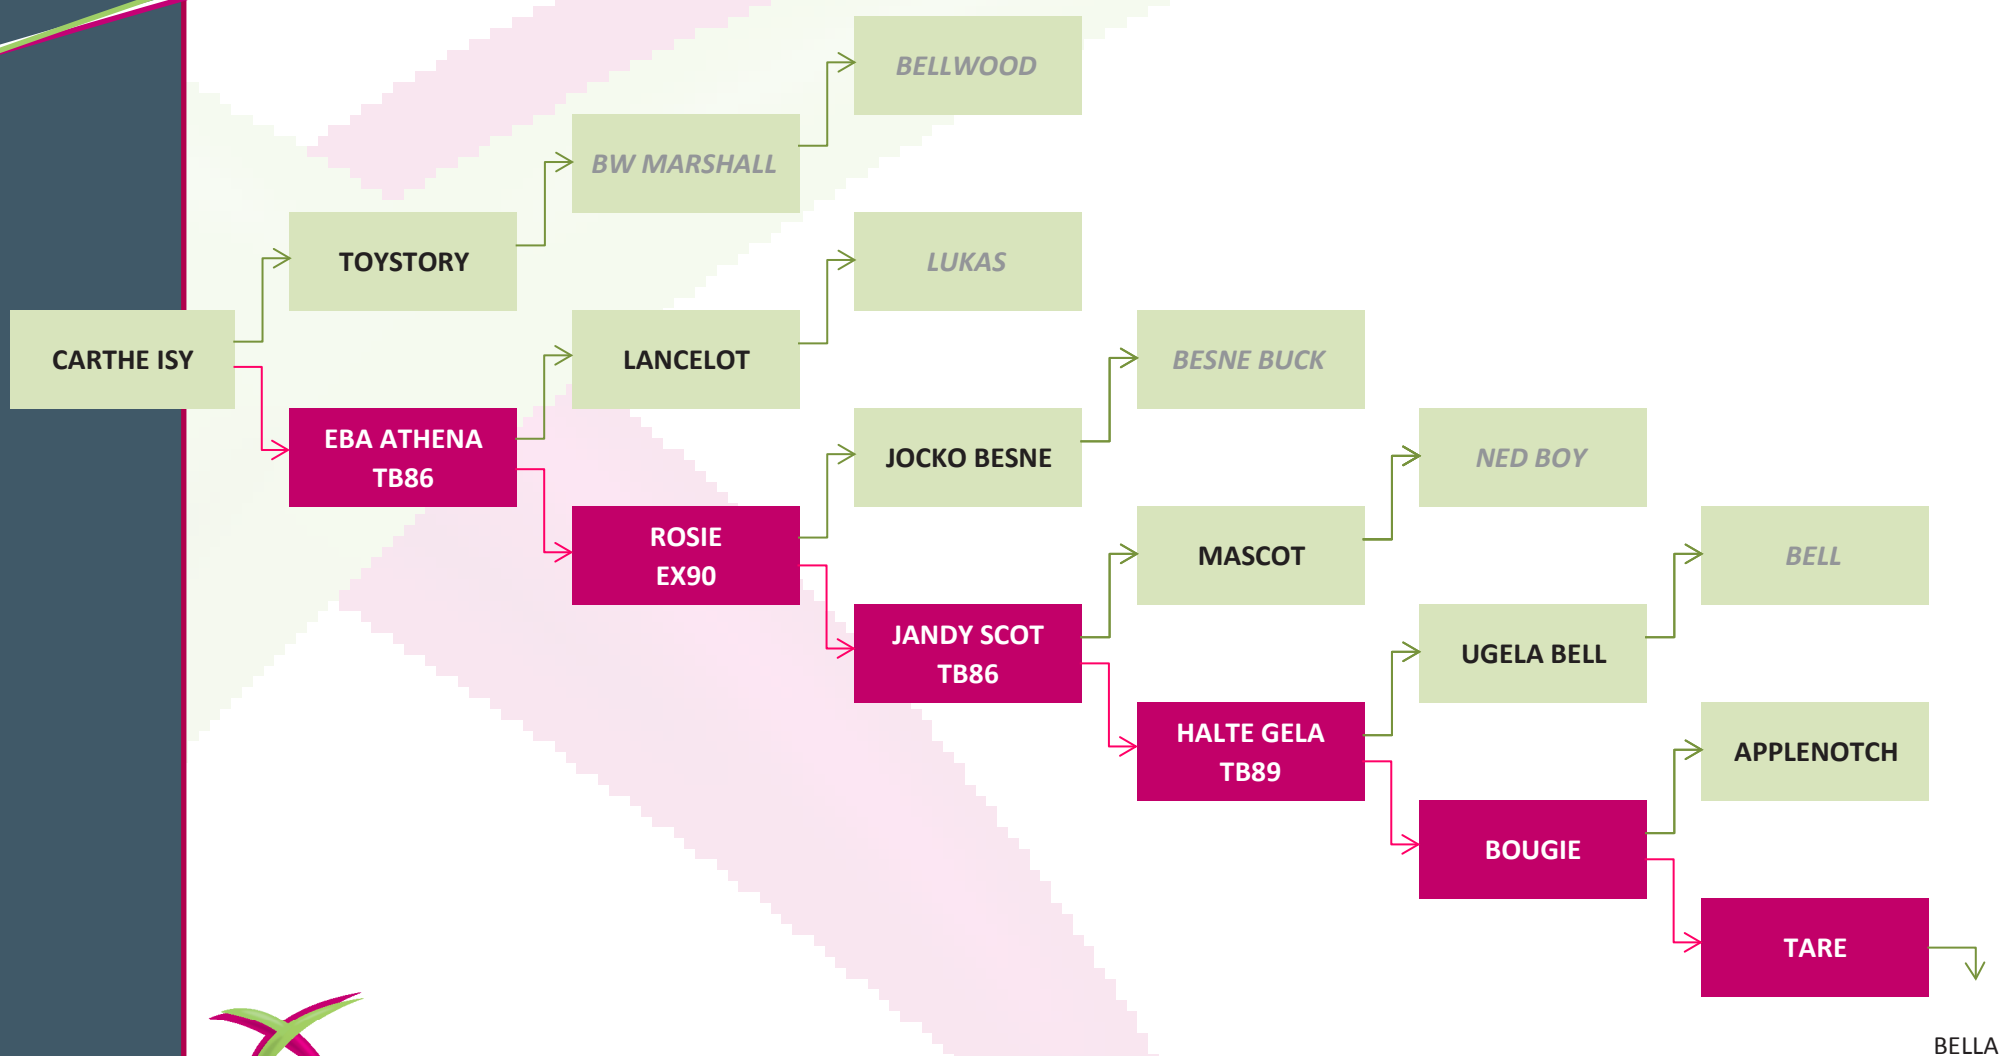 BELLWOOD
BW MARSHALL
TOYSTORY
LUKAS
CARTHE ISY
LANCELOT
BESNE BUCK
EBA ATHENA
TB86
JOCKO BESNE
NED BOY
ROSIE
EX90
MASCOT
BELL
JANDY SCOT
TB86
UGELA BELL
HALTE GELA
TB89
APPLENOTCH
BOUGIE
TARE
BELLA